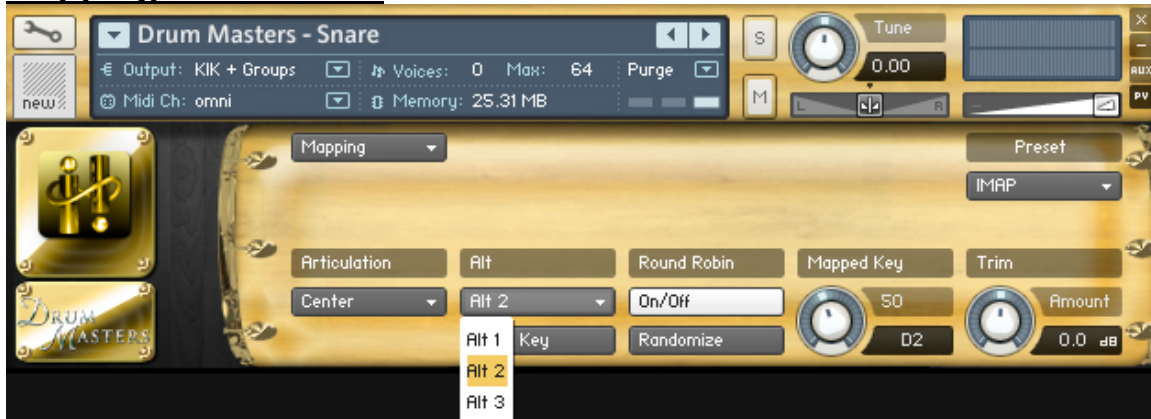 Drum Masters - Snare
Output: KIK + Groups
Voices: 0 Max: 64
Purge
Midi Ch: omni
Memory: 25.31 MB
new
S
M
Tune
0.00
L
R
AUX
PV
Mapping
Preset
IMAP
Articulation
Alt
Round Robin
Mapped Key
Trim
Center
Alt 2
On/Off
SO
Amount
Key
Randomize
D2
0.0 dB
Alt 1
Alt 2
Alt 3
DRUM
MASTERS